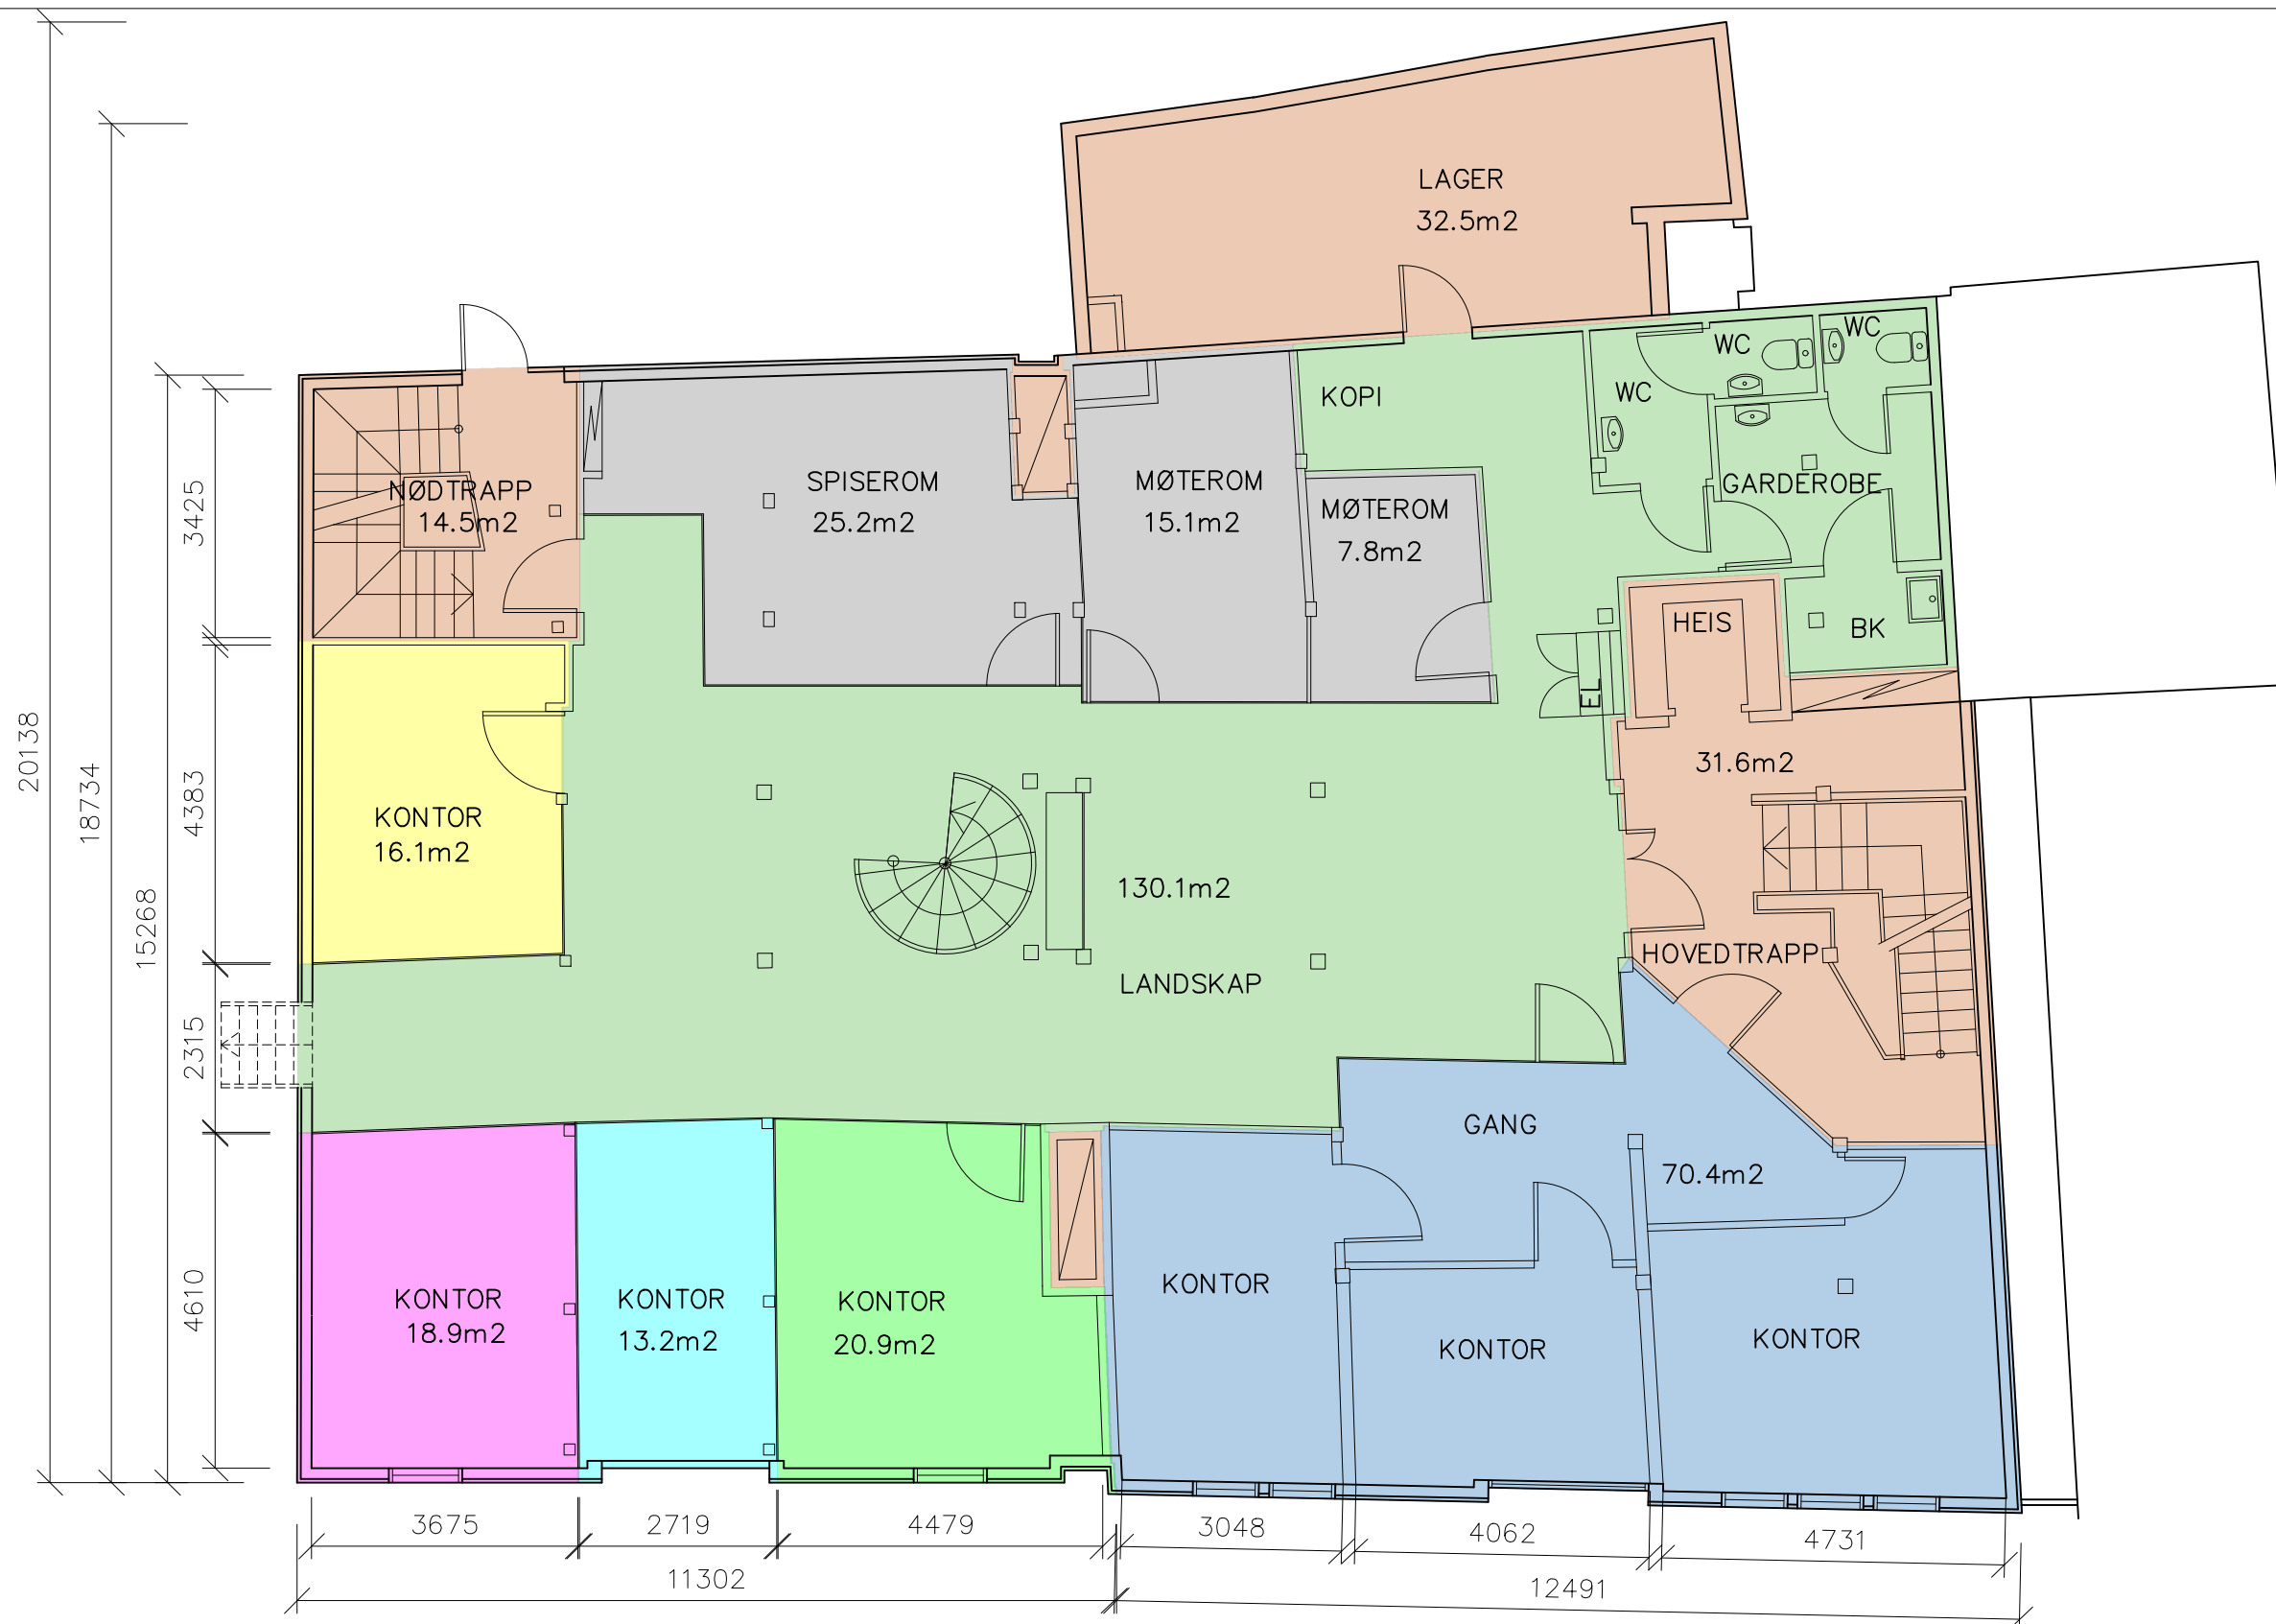 LAGER
32.5m2
WC
WC
WC
KOPI
SPISEROM
25.2m2
MØTEROM
15.1m2
MØTEROM
7.8m2
NØDTRAPP
14.5m2
GARDEROBE
HEIS
BK
EL
31.6m2
KONTOR
16.1m2
130.1m2
HOVEDTRAPP
LANDSKAP
GANG
70.4m2
KONTOR
18.9m2
KONTOR
13.2m2
KONTOR
20.9m2
KONTOR
KONTOR
KONTOR
20138
18734
15268
3425
4383
2315
4610
3675
2719
4479
3048
4062
4731
11302
12491